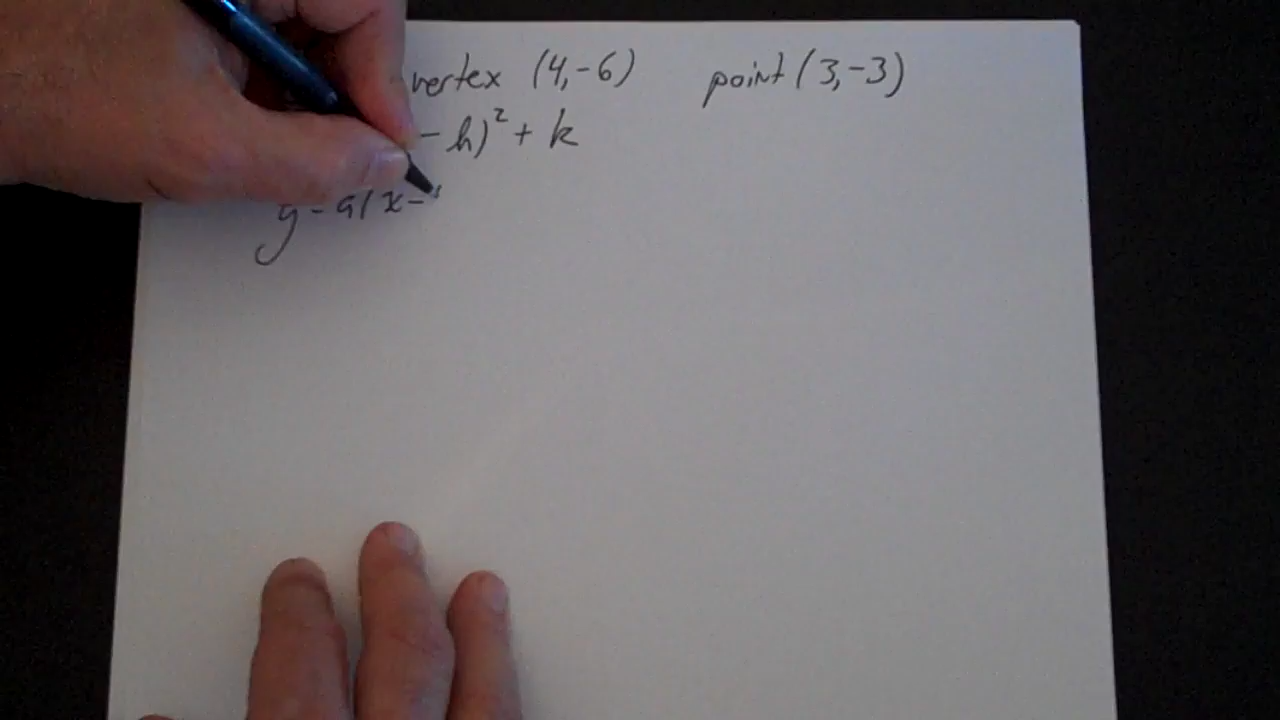 vertex (4,-6) point (3,-3)
- h)² + k
y = a(x-